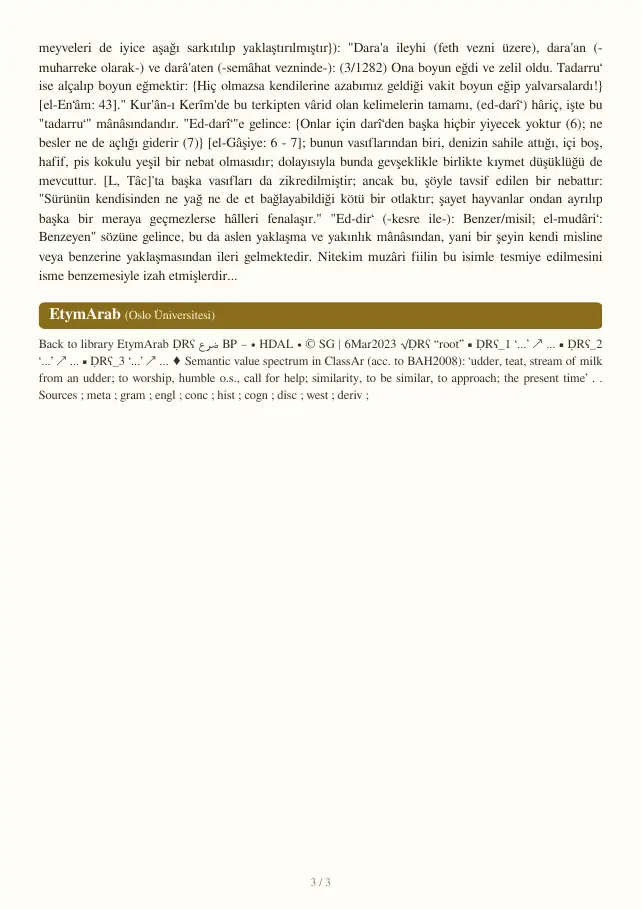 meyveleri de iyice aşağı sarkıtılıp yaklaştırılmıştır}): "Dara'a ileyhi (feth vezni üzere), dara'an (-
muharreke olarak-) ve darâ'aten (-semâhat vezninde-): (3/1282) Ona boyun eğdi ve zelil oldu. Tadarru‘
ise alçalıp boyun eğmektir: {Hiç olmazsa kendilerine azabımız geldiği vakit boyun eğip yalvarsalardı!}
[el-En‘âm: 43]." Kur'ân-ı Kerîm'de bu terkipten vârid olan kelimelerin tamamı, (ed-darî‘) hâriç, işte bu
"tadarru‘" mânâsındandır. "Ed-darî‘"e gelince: {Onlar için darî‘den başka hiçbir yiyecek yoktur (6); ne
besler ne de açlığı giderir (7)} [el-Gâşiye: 6 - 7]; bunun vasıflarından biri, denizin sahile attığı, içi boş,
hafif, pis kokulu yeşil bir nebat olmasıdır; dolayısıyla bunda gevşeklikle birlikte kıymet düşüklüğü de
mevcuttur. [L, Tâc]'ta başka vasıfları da zikredilmiştir; ancak bu, şöyle tavsif edilen bir nebattır:
"Sürünün kendisinden ne yağ ne de et bağlayabildiği kötü bir otlaktır; şayet hayvanlar ondan ayrılıp
başka bir meraya geçmezlerse hâlleri fenalaşır." "Ed-dir‘ (-kesre ile-): Benzer/misil; el-mudâri‘:
Benzeyen" sözüne gelince, bu da aslen yaklaşma ve yakınlık mânâsından, yani bir şeyin kendi misline
veya benzerine yaklaşmasından ileri gelmektedir. Nitekim muzâri fiilin bu isimle tesmiye edilmesini
isme benzemesiyle izah etmişlerdir...
EtymArab (Oslo Üniversitesi)
Back to library EtymArab ḌRʕ ضرع BP – • HDAL • © SG | 6Mar2023 √ḌRʕ “root” ▪ ḌRʕ_1 ‘...’ ↗ ... ▪ ḌRʕ_2
‘...’ ↗ ... ▪ ḌRʕ_3 ‘...’ ↗ ... ♦ Semantic value spectrum in ClassAr (acc. to BAH2008): ‘udder, teat, stream of milk
from an udder; to worship, humble o.s., call for help; similarity, to be similar, to approach; the present time’ . .
Sources ; meta ; gram ; engl ; conc ; hist ; cogn ; disc ; west ; deriv ;
3 / 3